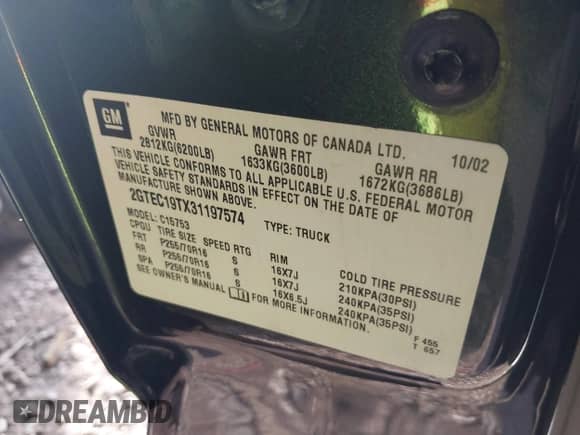 GM
MFD BY GENERAL MOTORS OF CANADA LTD. 10/02
GVWR GAWR FRT GAWR RR
2812KG(6200LB) 1633KG(3600LB) 1672KG(3686LB)
THIS VEHICLE CONFORMS TO ALL APPLICABLE U.S. FEDERAL MOTOR
VEHICLE SAFETY STANDARDS IN EFFECT ON THE DATE OF
MANUFACTURE SHOWN ABOVE.
2GTEC19TX31197574 TYPE: TRUCK
MODEL: C15753
CPGU TIRE SIZE SPEED RTG RIM COLD TIRE PRESSURE
FRT P255/70R16 S 16X7J 210KPA(30PSI)
RR P255/70R16 S 16X7J 240KPA(35PSI)
SPA P255/70R16 S 16X6.5J 240KPA(35PSI)
SEE OWNER'S MANUAL FOR MORE INFORMATION.
F 455
T 657
DREAMBID